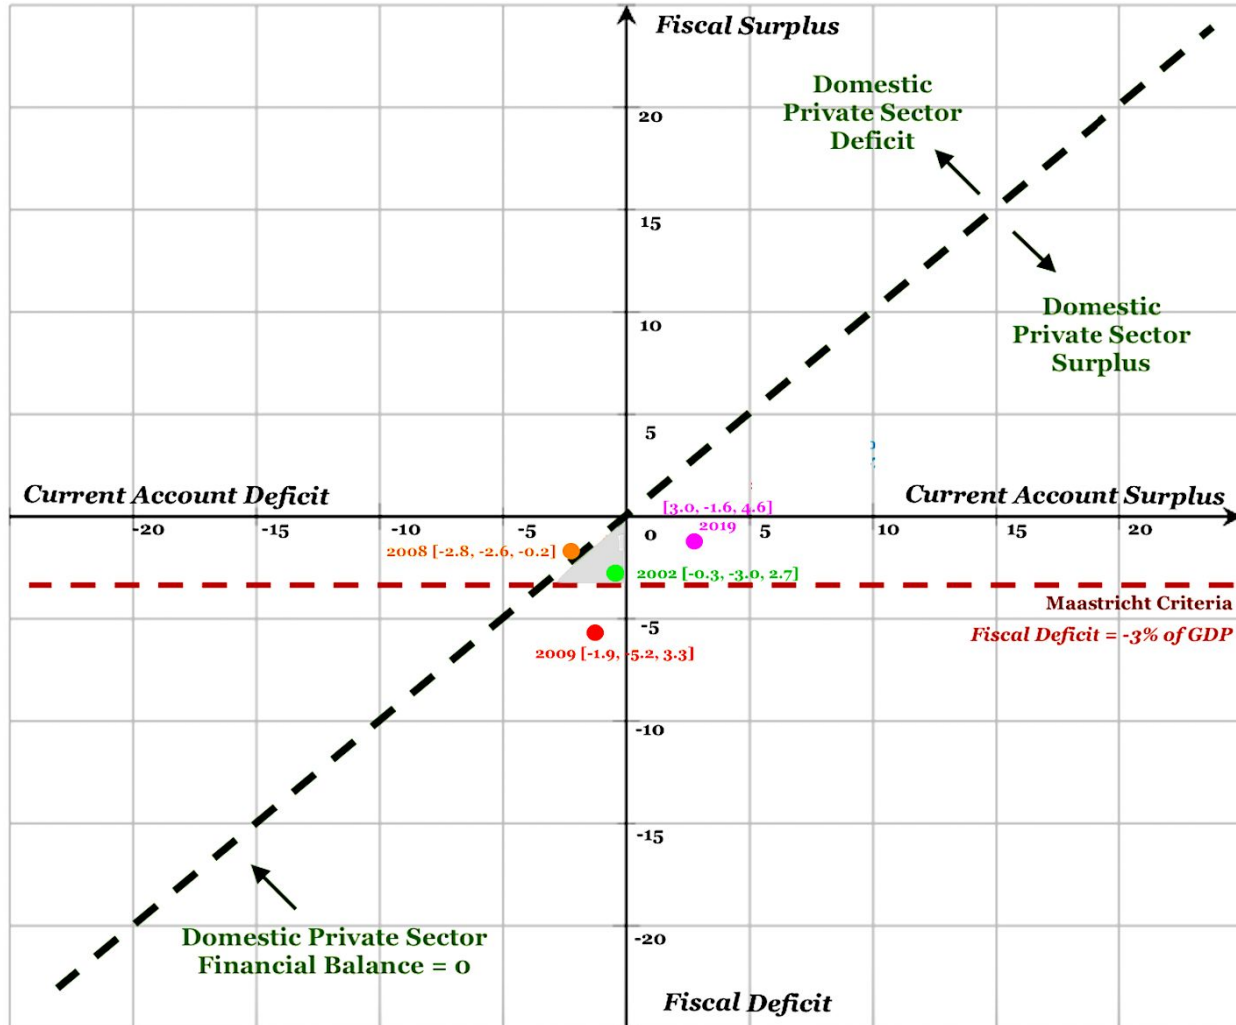 Fiscal Surplus
Domestic
Private Sector
Deficit
20
15
Domestic
Private Sector
Surplus
10
5
Current Account Deficit
Current Account Surplus
[3.0, -1.6, 4.6]
2019
-20
-15
-10
-5
0
5
10
15
20
2008 [-2.8, -2.6, -0.2]
2002 [-0.3, -3.0, 2.7]
Maastricht Criteria
Fiscal Deficit = -3% of GDP
-5
2009 [-1.9, -5.2, 3.3]
-10
-15
-20
Domestic Private Sector
Financial Balance = 0
Fiscal Deficit